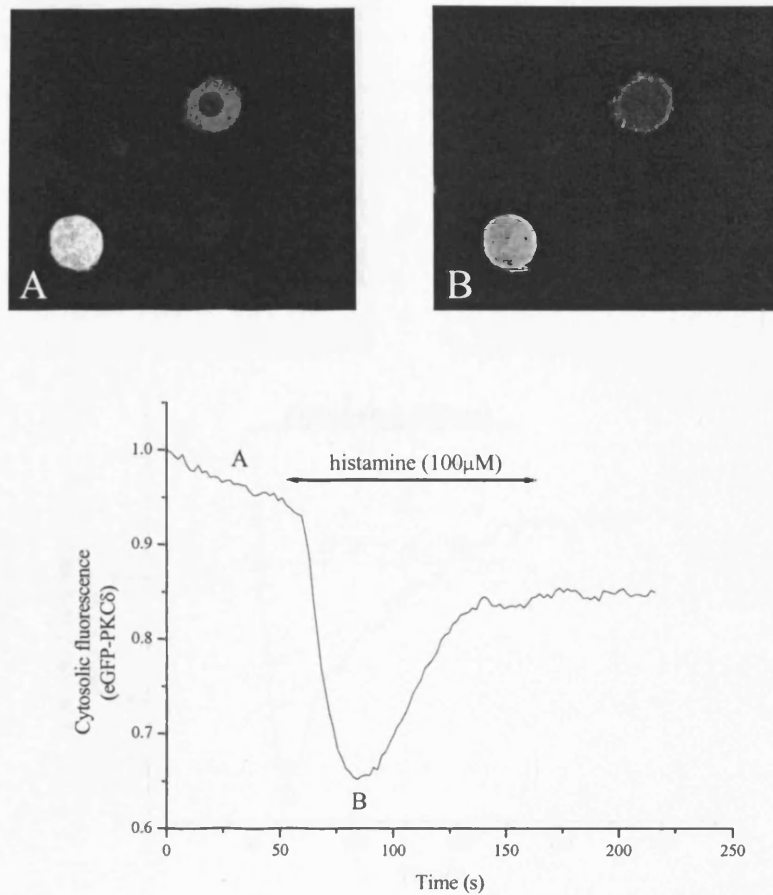 A
B
A
histamine (100μM)
1.0
0.9
0.8
0.7
0.6
Cytosolic fluorescence
(eGFP-PKCδ)
B
0
50
100
150
200
250
Time (s)